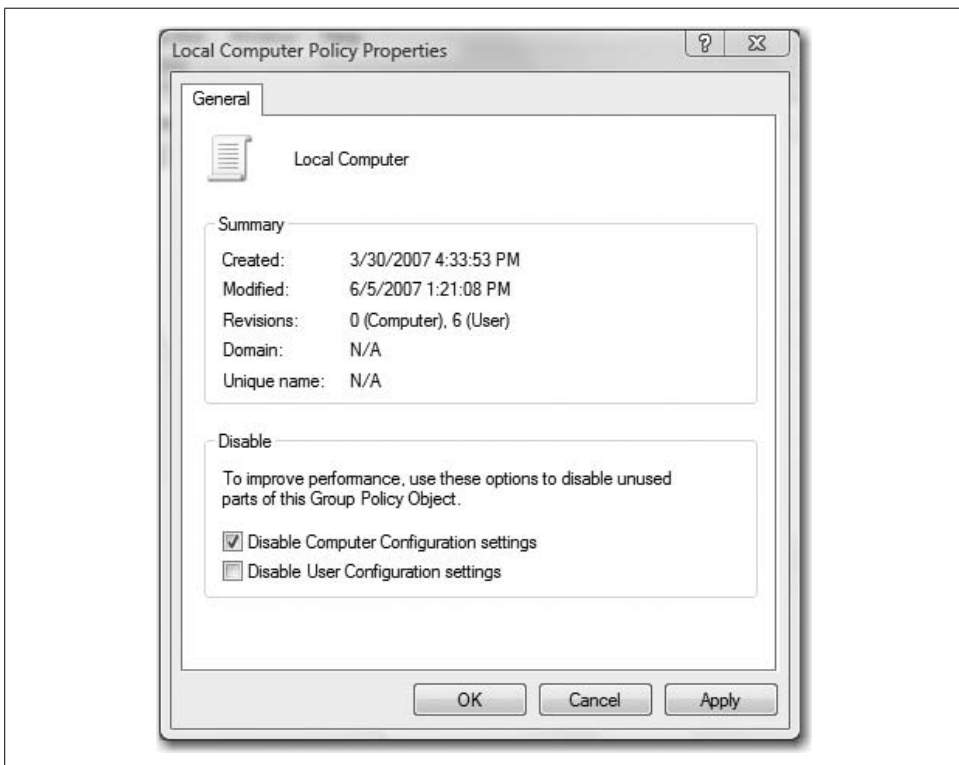 Local Computer Policy Properties
General
Local Computer
Summary
Created: 3/30/2007 4:33:53 PM
Modified: 6/5/2007 1:21:08 PM
Revisions: 0 (Computer), 6 (User)
Domain: N/A
Unique name: N/A
Disable
To improve performance, use these options to disable unused
parts of this Group Policy Object.
Disable Computer Configuration settings
Disable User Configuration settings
OK Cancel Apply